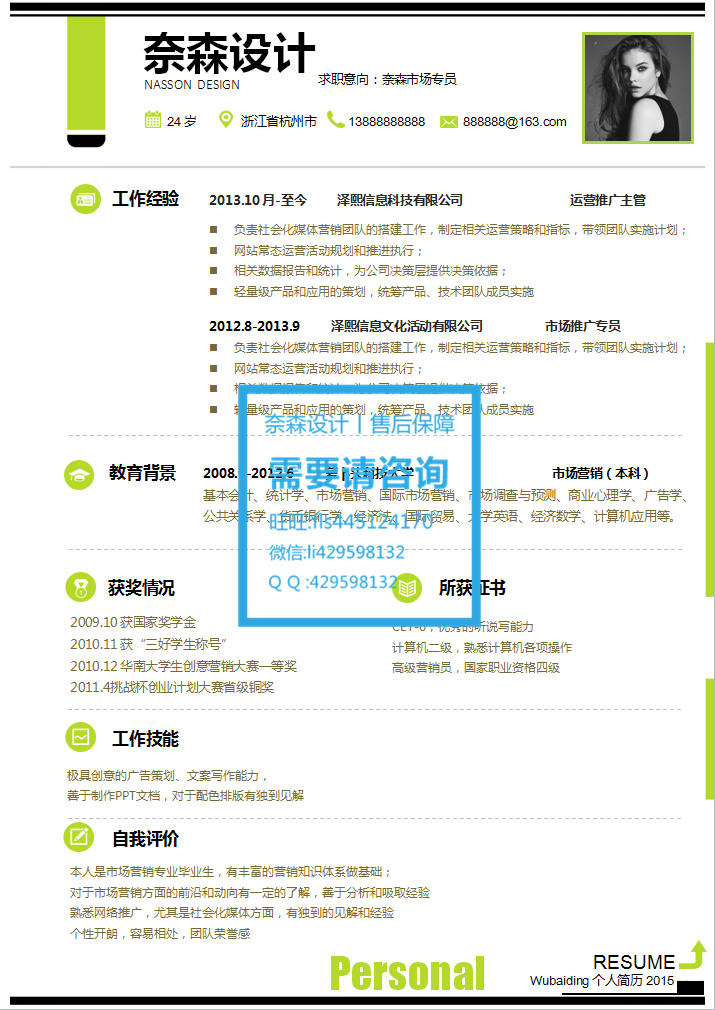 奈森设计
NASSON DESIGN
求职意向：奈森市场专员
24 岁
浙江省杭州市
13888888888
888888@163.com
工作经验
2013.10 月-至今 泽熙信息科技有限公司 运营推广主管
■ 负责社会化媒体营销团队的搭建工作，制定相关运营策略和指标，带领团队实施计划；
■ 网站常态运营活动规划和推进执行；
■ 相关数据报告和统计，为公司决策层提供决策依据；
■ 轻量级产品和应用的策划，统筹产品、技术团队成员实施
2012.8-2013.9 泽熙信息文化活动有限公司 市场推广专员
■ 负责社会化媒体营销团队的搭建工作，制定相关运营策略和指标，带领团队实施计划；
■ 网站常态运营活动规划和推进执行；
■ 相关数据报告和统计，为公司决策层提供决策依据；
■ 轻量级产品和应用的策划，统筹产品、技术团队成员实施
奈森设计丨售后保障
需要请咨询
旺旺:lis445124170
微信:li429598132
Q Q :429598132
教育背景
2008. -2012.6 科技大学 市场营销（本科）
基本会计、统计学、市场营销、国际市场营销、市场调查与预测、商业心理学、广告学、
公共关系学、货币银行学、经济法、国际贸易、大学英语、经济数学、计算机应用等。
获奖情况
2009.10 获国家奖学金
2010.11 获“三好学生称号”
2010.12 华南大学生创意营销大赛一等奖
2011.4挑战杯创业计划大赛省级铜奖
所获证书
CET-6，优秀的听说写能力
计算机二级，熟悉计算机各项操作
高级营销员，国家职业资格四级
工作技能
极具创意的广告策划、文案写作能力，
善于制作PPT文档，对于配色排版有独到见解
自我评价
本人是市场营销专业毕业生，有丰富的营销知识体系做基础；
对于市场营销方面的前沿和动向有一定的了解，善于分析和吸取经验
熟悉网络推广，尤其是社会化媒体方面，有独到的见解和经验
个性开朗，容易相处，团队荣誉感
Personal
RESUME
Wubaiding 个人简历 2015